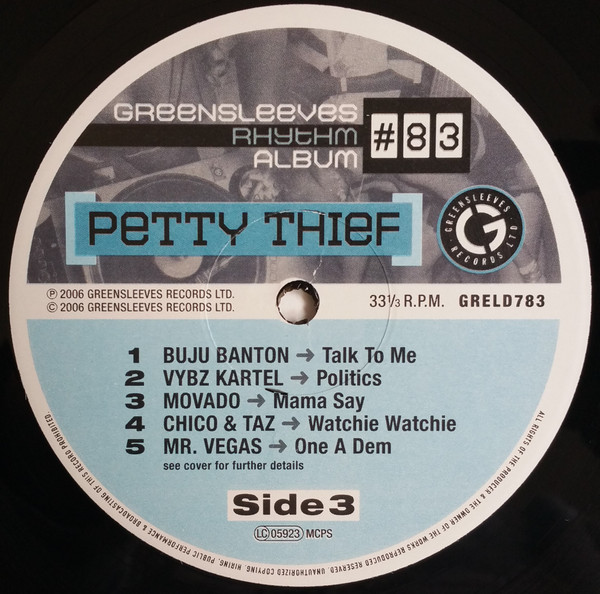 GREENSLEEVES
RHYTHM
ALBUM
#83
PETTY THIEF
GREENSLEEVES
RECORDS LTD
G
℗ 2006 GREENSLEEVES RECORDS LTD.
© 2006 GREENSLEEVES RECORDS LTD.
33⅓ R.P.M. GRELD783
1 BUJU BANTON → Talk To Me
2 VYBZ KARTEL → Politics
3 MOVADO → Mama Say
4 CHICO & TAZ → Watchie Watchie
5 MR. VEGAS → One A Dem
see cover for further details
Side 3
LC 05923 MCPS
ALL RIGHTS OF THE PRODUCER & THE OWNER OF THE WORKS REPRODUCED RESERVED. UNAUTHORIZED COPYING, HIRING, PUBLIC PERFORMANCE & BROADCASTING OF THIS RECORD PROHIBITED.